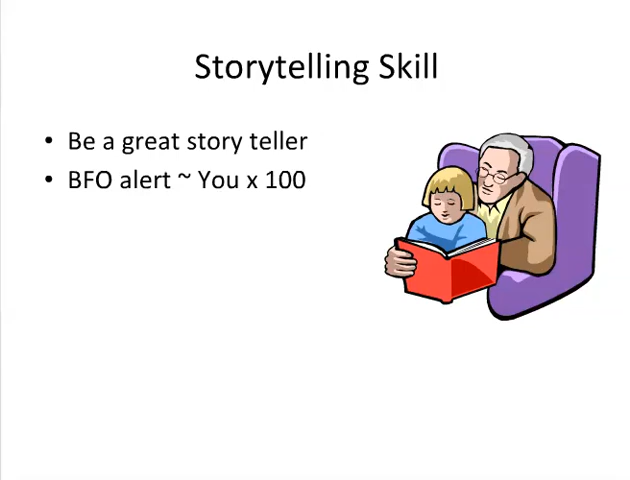 Storytelling Skill
• Be a great story teller
• BFO alert ~ You x 100